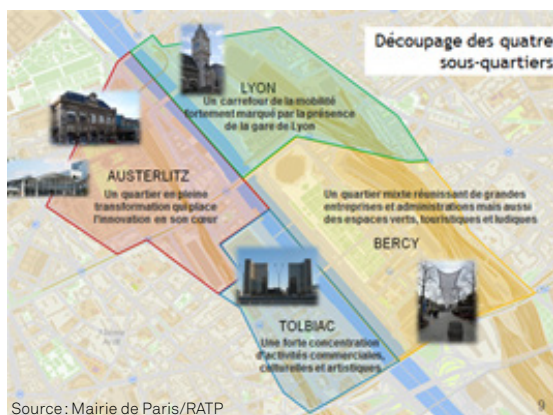 Découpage des quatre
sous-quartiers
LYON
Un carrefour de la mobilité
fortement marqué par la présence
de la gare de Lyon
AUSTERLITZ
Un quartier en pleine
transformation qui place
l'innovation en son cœur
Un quartier mixte réunissant de grandes
entreprises et administrations mais aussi
des espaces verts, touristiques et ludiques
BERCY
TOLBIAC
Une forte concentration
d'activités commerciales,
culturelles et artistiques
Source : Mairie de Paris/RATP
9